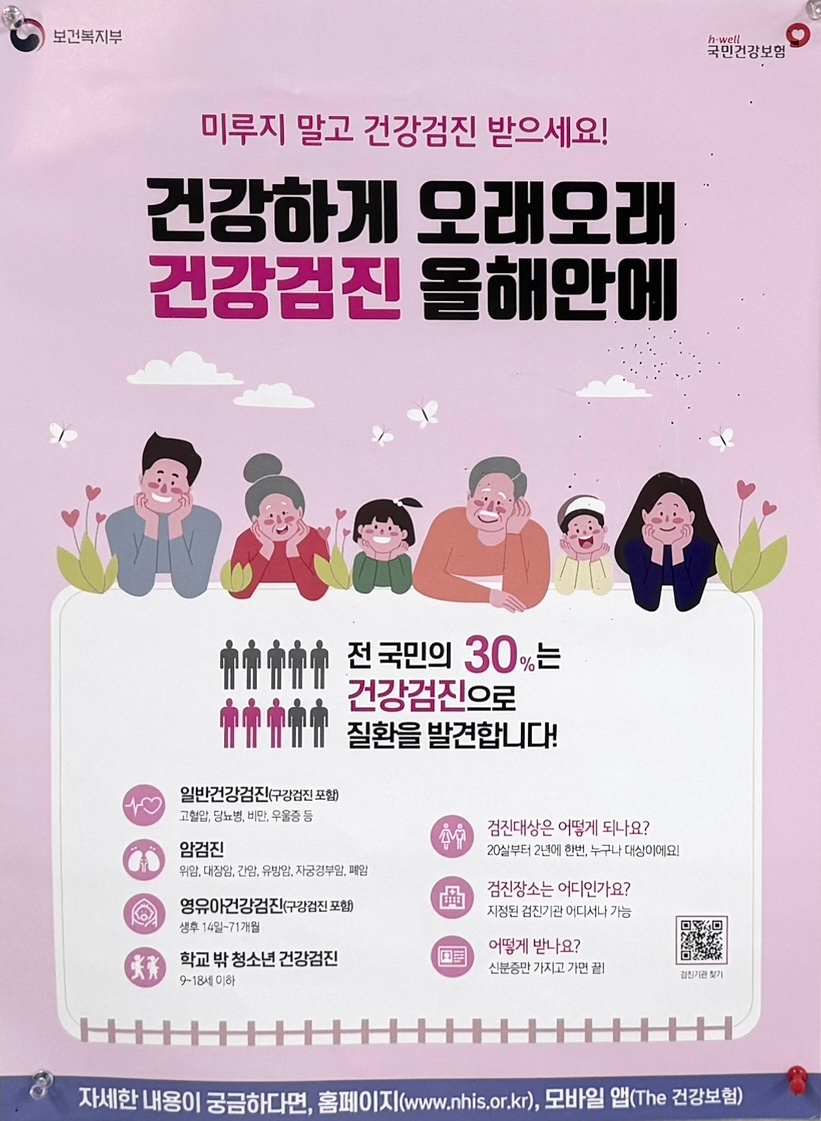 보건복지부
h·well
국민건강보험
미루지 말고 건강검진 받으세요!
건강하게 오래오래
건강검진 올해안에
전 국민의 30%는
건강검진으로
질환을 발견합니다!
일반건강검진(구강검진 포함)
고혈압, 당뇨병, 비만, 우울증 등
암검진
위암, 대장암, 간암, 유방암, 자궁경부암, 폐암
영유아건강검진(구강검진 포함)
생후 14일~71개월
학교 밖 청소년 건강검진
9~18세 이하
검진대상은 어떻게 되나요?
20살부터 2년에 한번, 누구나 대상이에요!
검진장소는 어디인가요?
지정된 검진기관 어디서나 가능
어떻게 받나요?
신분증만 가지고 가면 끝!
검진기관 찾기
자세한 내용이 궁금하다면, 홈페이지(www.nhis.or.kr), 모바일 앱(The 건강보험)